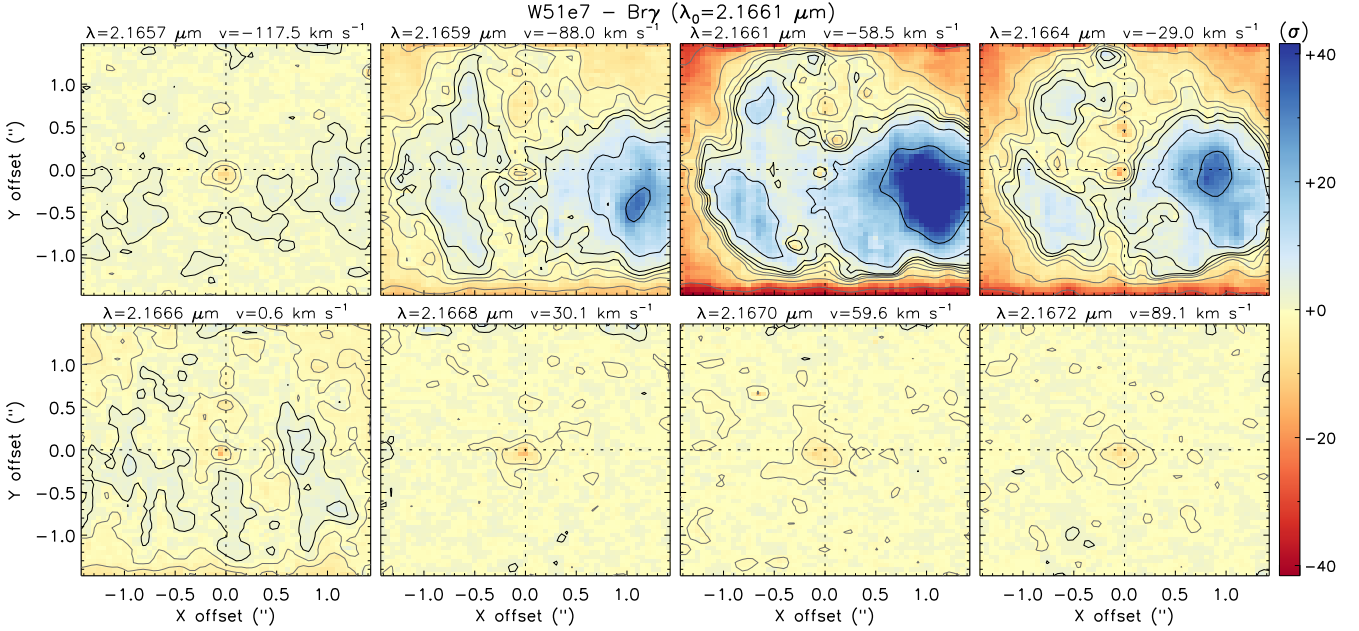 W51e7 − Brγ (λ₀=2.1661 μm)
λ=2.1657 μm v=−117.5 km s⁻¹
λ=2.1659 μm v=−88.0 km s⁻¹
λ=2.1661 μm v=−58.5 km s⁻¹
λ=2.1664 μm v=−29.0 km s⁻¹
(σ)
Y offset ('')
1.0
0.5
0.0
−0.5
−1.0
+40
+20
+0
−20
−40
λ=2.1666 μm v=0.6 km s⁻¹
λ=2.1668 μm v=30.1 km s⁻¹
λ=2.1670 μm v=59.6 km s⁻¹
λ=2.1672 μm v=89.1 km s⁻¹
Y offset ('')
1.0
0.5
0.0
−0.5
−1.0
−1.0 −0.5 0.0 0.5 1.0
−1.0 −0.5 0.0 0.5 1.0
−1.0 −0.5 0.0 0.5 1.0
−1.0 −0.5 0.0 0.5 1.0
X offset ('')
X offset ('')
X offset ('')
X offset ('')